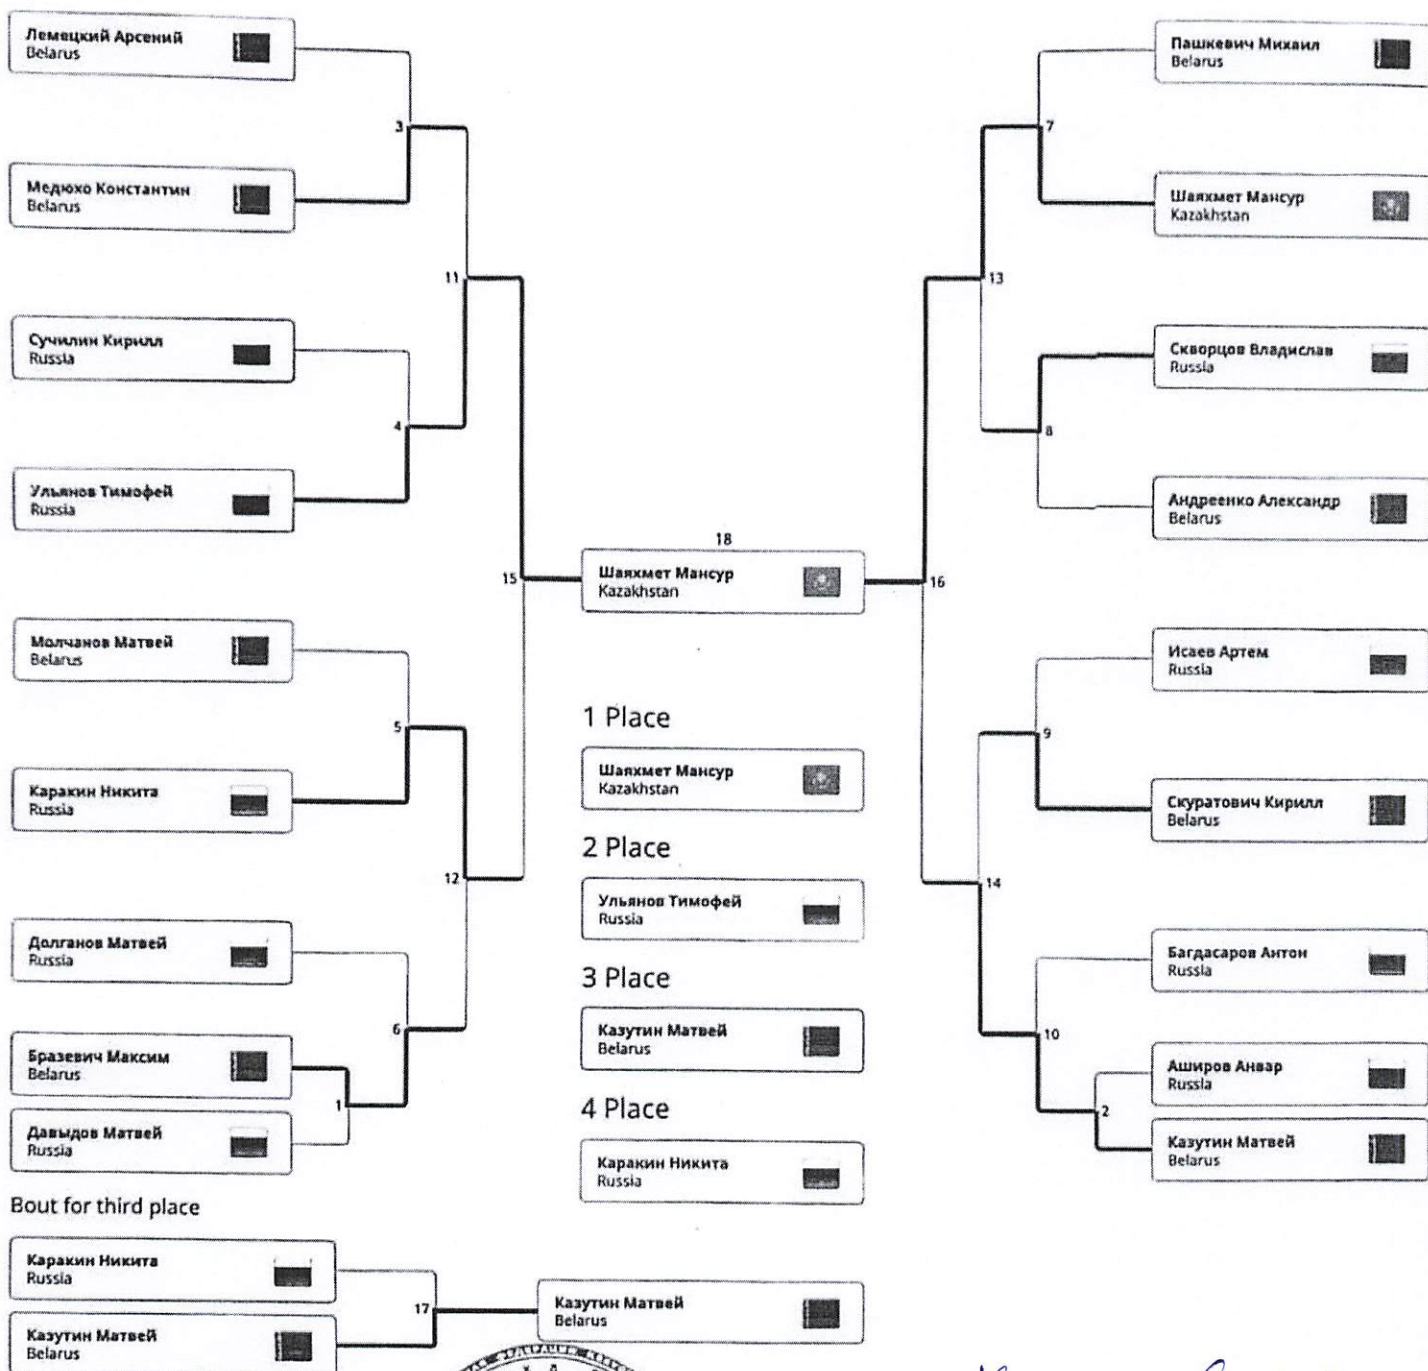 Лемецкий Арсений
Belarus
3
Медюхо Константин
Belarus
11
Сучилин Кирилл
Russia
4
Ульянов Тимофей
Russia
15
Молчанов Матвей
Belarus
5
Каракин Никита
Russia
12
Долганов Матвей
Russia
6
Бразевич Максим
Belarus
1
Давыдов Матвей
Russia
18
Шаяхмет Мансур
Kazakhstan
1 Place
Шаяхмет Мансур
Kazakhstan
2 Place
Ульянов Тимофей
Russia
3 Place
Казутин Матвей
Belarus
4 Place
Каракин Никита
Russia
Пашкевич Михаил
Belarus
7
Шаяхмет Мансур
Kazakhstan
13
Скворцов Владислав
Russia
8
Андреенко Александр
Belarus
16
Исаев Артем
Russia
9
Скуратович Кирилл
Belarus
14
Багдасаров Антон
Russia
10
Аширов Анвар
Russia
2
Казутин Матвей
Belarus
Bout for third place
Каракин Никита
Russia
17
Казутин Матвей
Belarus
Казутин Матвей
Belarus